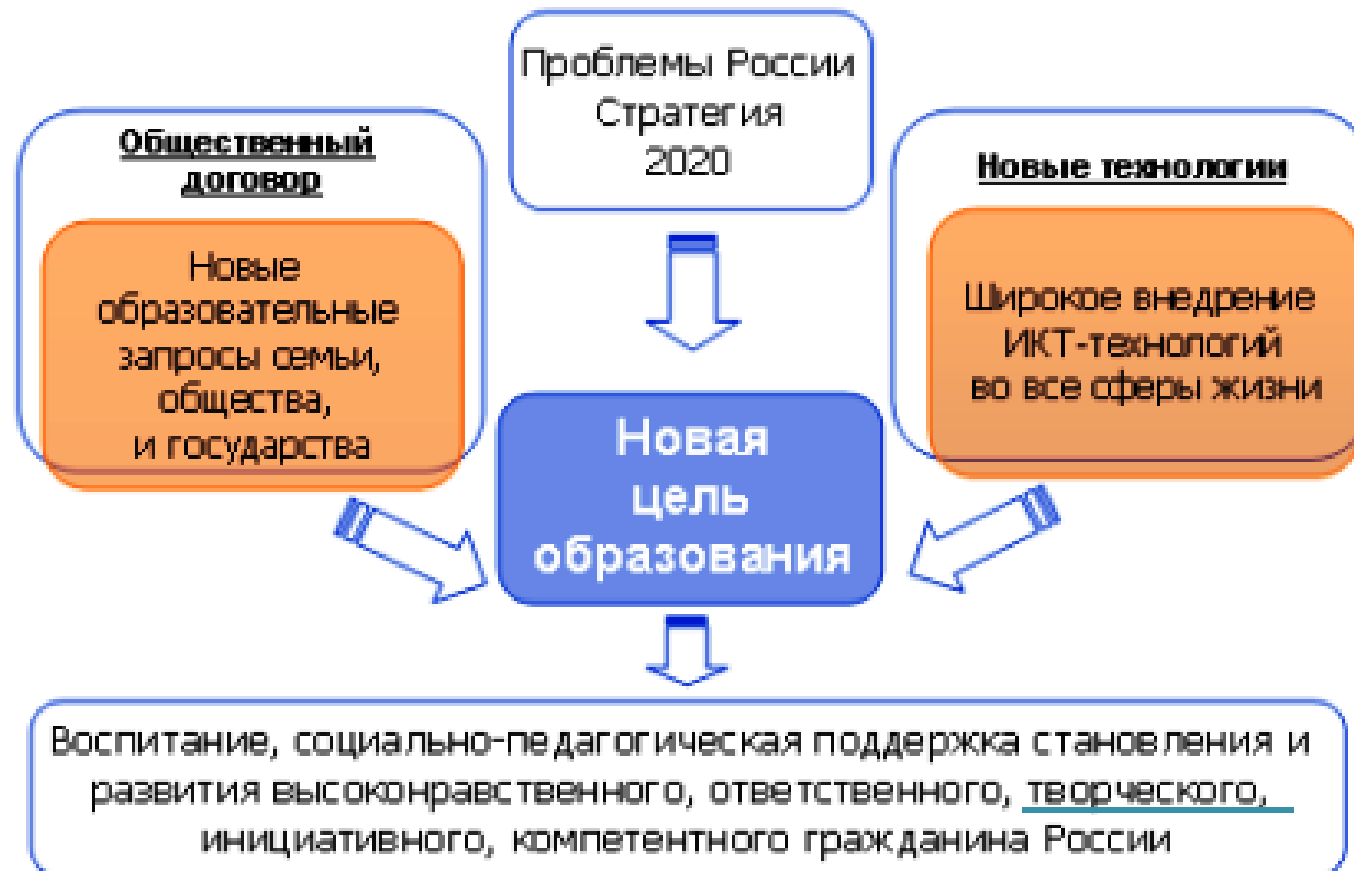 Проблемы России
Стратегия
2020
Общественный
договор
Новые
образовательные
запросы семьи,
общества,
и государства
Новые технологии
Широкое внедрение
ИКТ-технологий
во все сферы жизни
Новая
цель
образования
Воспитание, социально-педагогическая поддержка становления и
развития высоконравственного, ответственного, творческого,
инициативного, компетентного гражданина России